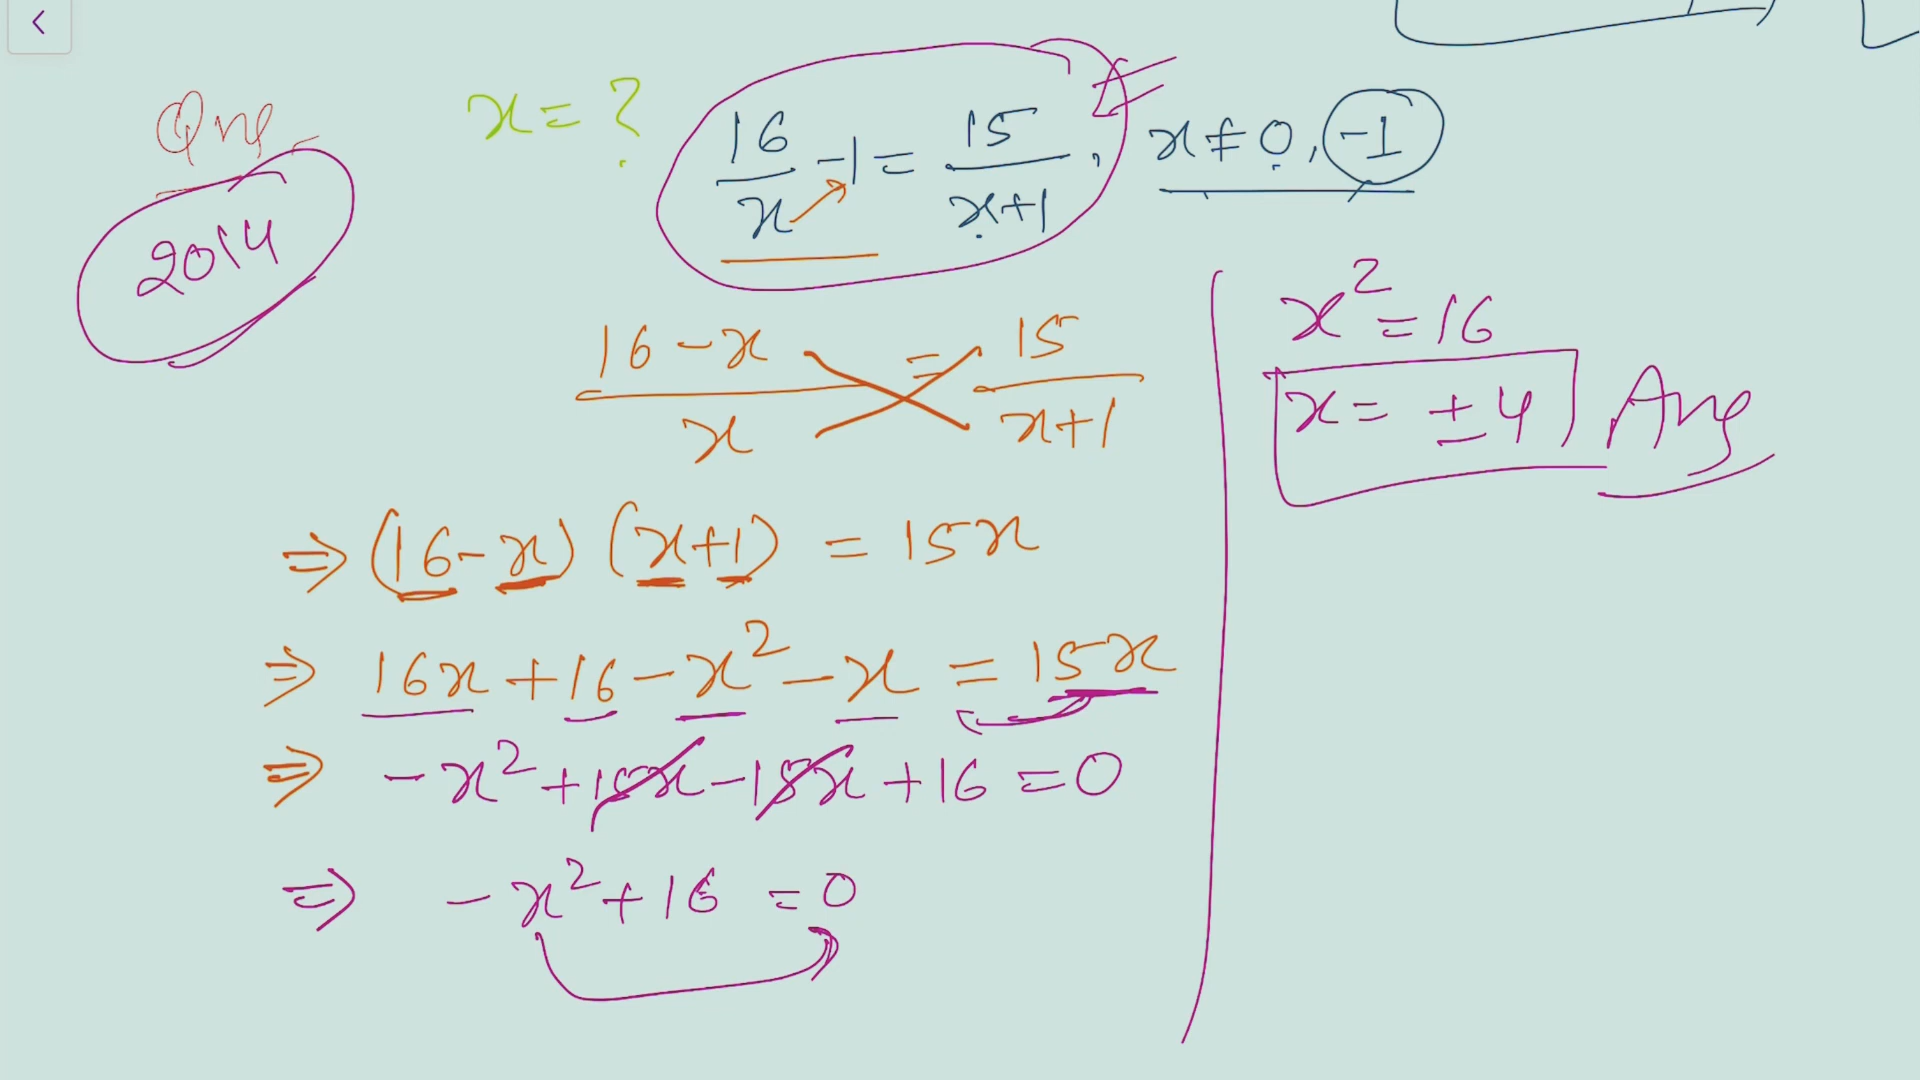 Que
2014
x = ?
16/x - 1 = 15/(x+1), x ≠ 0, -1
(16 - x)/x = 15/(x+1)
⇒ (16 - x) (x + 1) = 15x
⇒ 16x + 16 - x² - x = 15x
⇒ -x² + 15x - 15x + 16 = 0
⇒ -x² + 16 = 0
x² = 16
x = ± 4 Ans